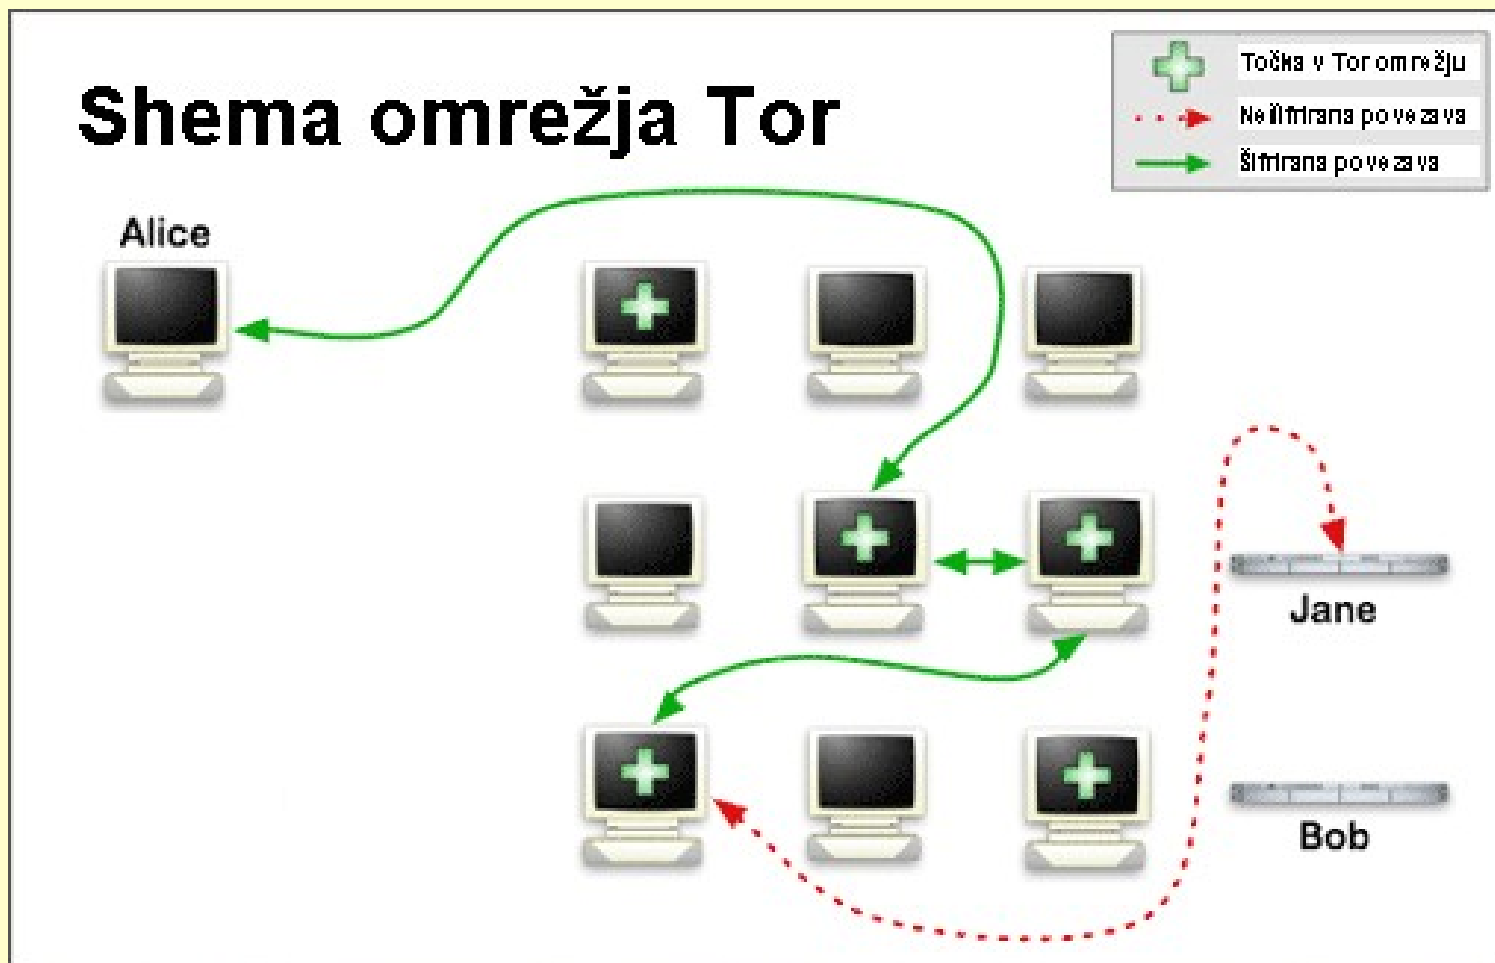 Shema omrežja Tor
Točka v Tor omrežju
Nešifrirana povezava
Šifrirana povezava
Alice
Jane
Bob